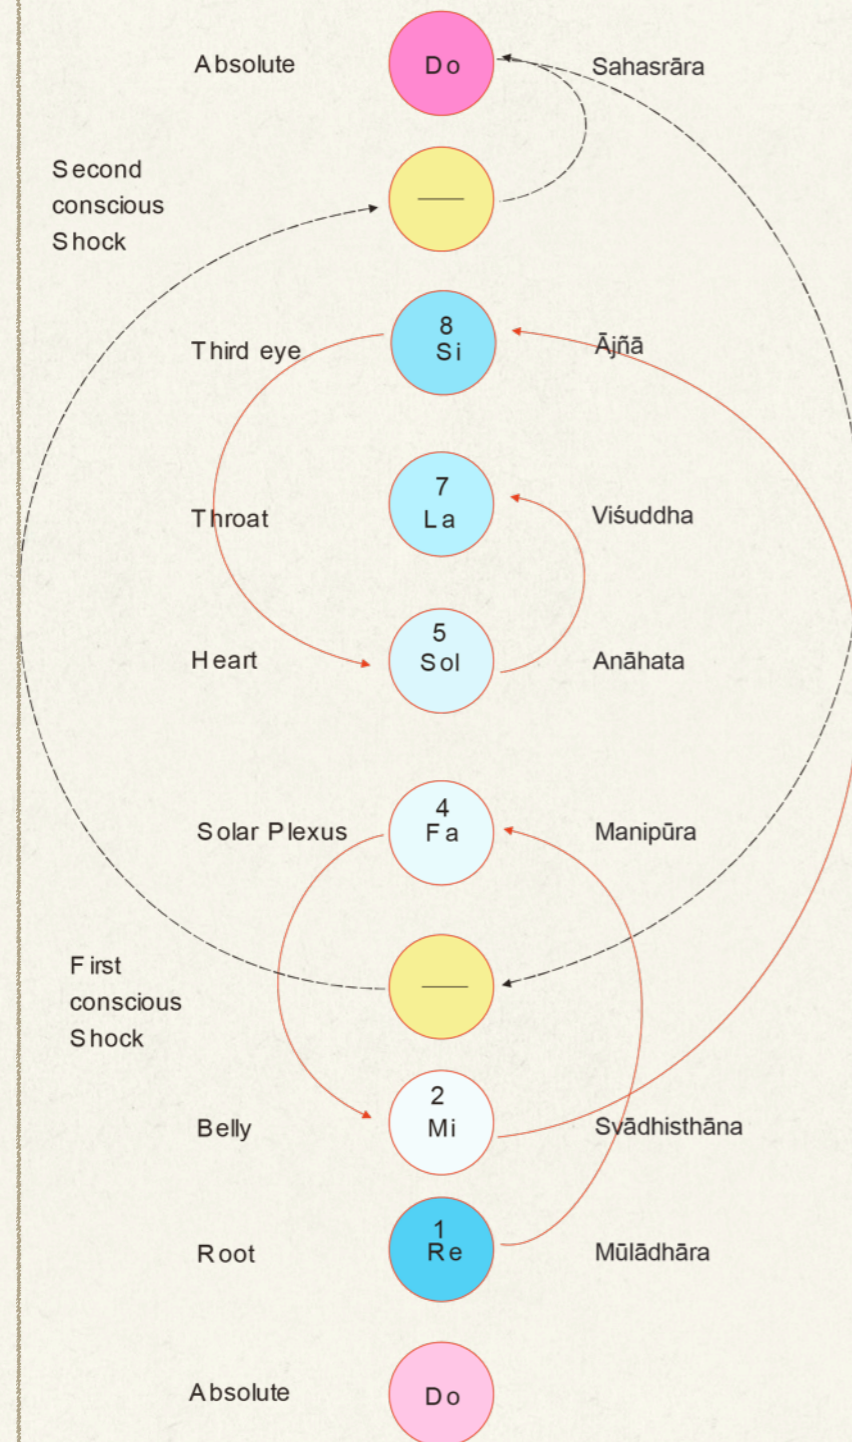 Absolute Do Sahasrāra
Second
conscious
Shock
—
8
Third eye Si Ājñā
7
Throat La Viśuddha
5
Heart Sol Anāhata
4
Solar Plexus Fa Manipūra
First
conscious
Shock
—
2
Belly Mi Svādhisthāna
1
Root Re Mūlādhāra
Absolute Do